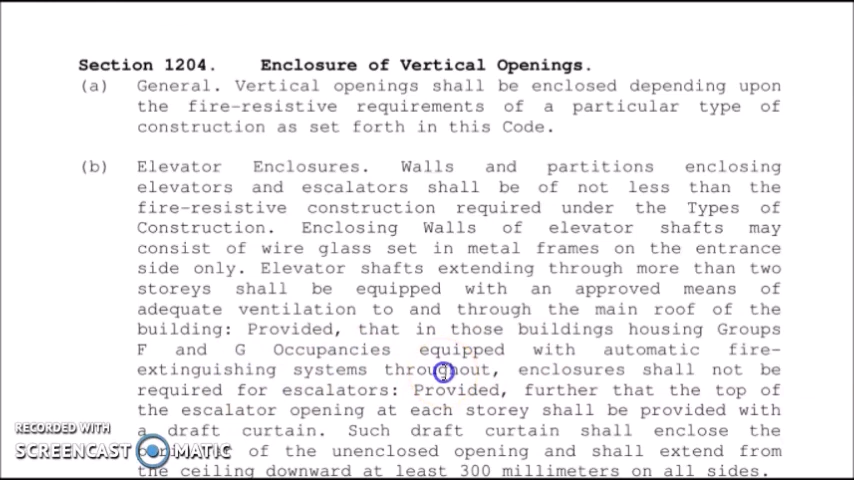 Section 1204. Enclosure of Vertical Openings.
(a) General. Vertical openings shall be enclosed depending upon
the fire-resistive requirements of a particular type of
construction as set forth in this Code.
(b) Elevator Enclosures. Walls and partitions enclosing
elevators and escalators shall be of not less than the
fire-resistive construction required under the Types of
Construction. Enclosing Walls of elevator shafts may
consist of wire glass set in metal frames on the entrance
side only. Elevator shafts extending through more than two
storeys shall be equipped with an approved means of
adequate ventilation to and through the main roof of the
building: Provided, that in those buildings housing Groups
F and G Occupancies equipped with automatic fire-
extinguishing systems throughout, enclosures shall not be
required for escalators: Provided, further that the top of
the escalator opening at each storey shall be provided with
a draft curtain. Such draft curtain shall enclose the
of the unenclosed opening and shall extend from
the ceiling downward at least 300 millimeters on all sides.
RECORDED WITH
SCREENCAST MATIC